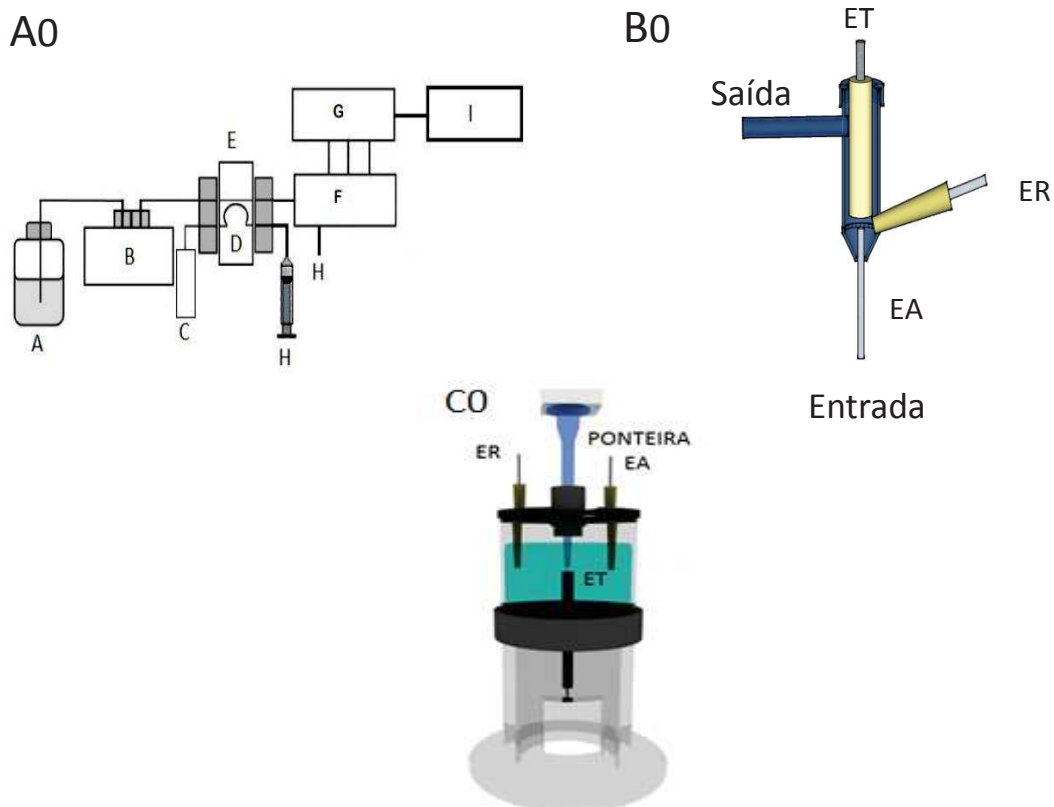 A0
G
I
E
F
D
B
H
A
C
H
B0
ET
Saída
ER
EA
Entrada
C0
ER
PONTEIRA
EA
ET